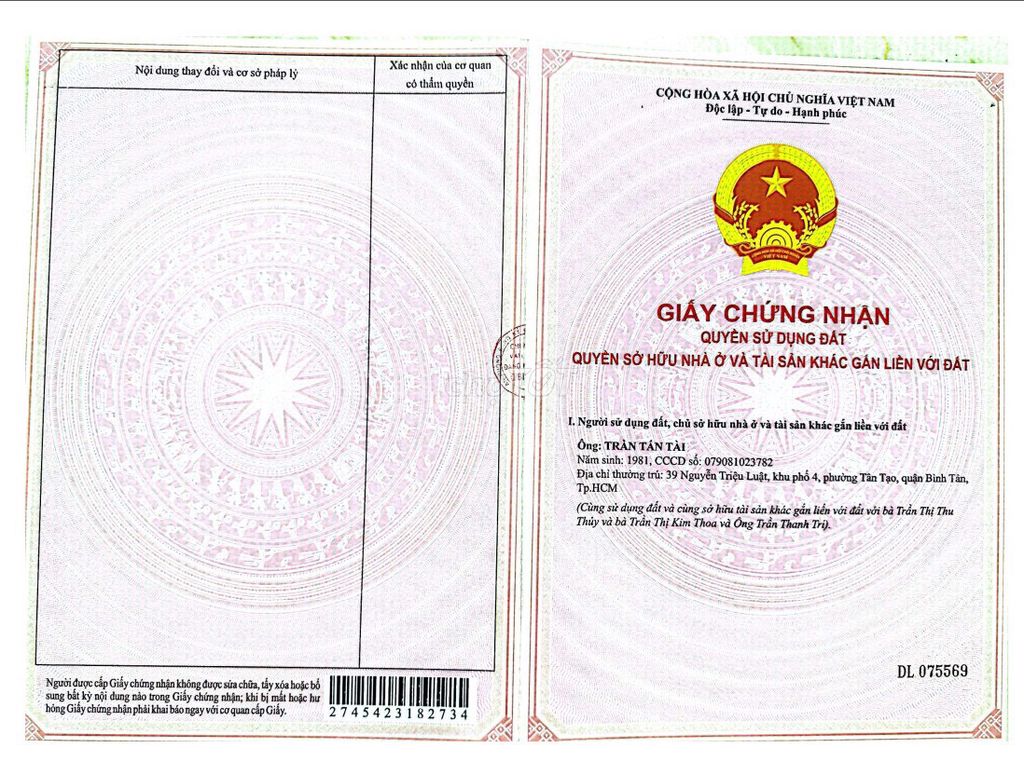 Nội dung thay đổi và cơ sở pháp lý
Xác nhận của cơ quan
có thẩm quyền
Người được cấp Giấy chứng nhận không được sửa chữa, tẩy xóa hoặc bổ
sung bất kỳ nội dung nào trong Giấy chứng nhận; khi bị mất hoặc hư
hỏng Giấy chứng nhận phải khai báo ngay với cơ quan cấp Giấy.
2745423182734
CỘNG HÒA XÃ HỘI CHỦ NGHĨA VIỆT NAM
Độc lập - Tự do - Hạnh phúc
VIỆT NAM
GIẤY CHỨNG NHẬN
QUYỀN SỬ DỤNG ĐẤT
QUYỀN SỞ HỮU NHÀ Ở VÀ TÀI SẢN KHÁC GẮN LIỀN VỚI ĐẤT
I. Người sử dụng đất, chủ sở hữu nhà ở và tài sản khác gắn liền với đất
Ông: TRẦN TẤN TÀI
Năm sinh: 1981, CCCD số: 079081023782
Địa chỉ thường trú: 39 Nguyễn Triệu Luật, khu phố 4, phường Tân Tạo, quận Bình Tân,
Tp.HCM
(Cùng sử dụng đất và cùng sở hữu tài sản khác gắn liền với đất với bà Trần Thị Thu
Thủy và bà Trần Thị Kim Thoa và Ông Trần Thanh Trí).
DL 075569